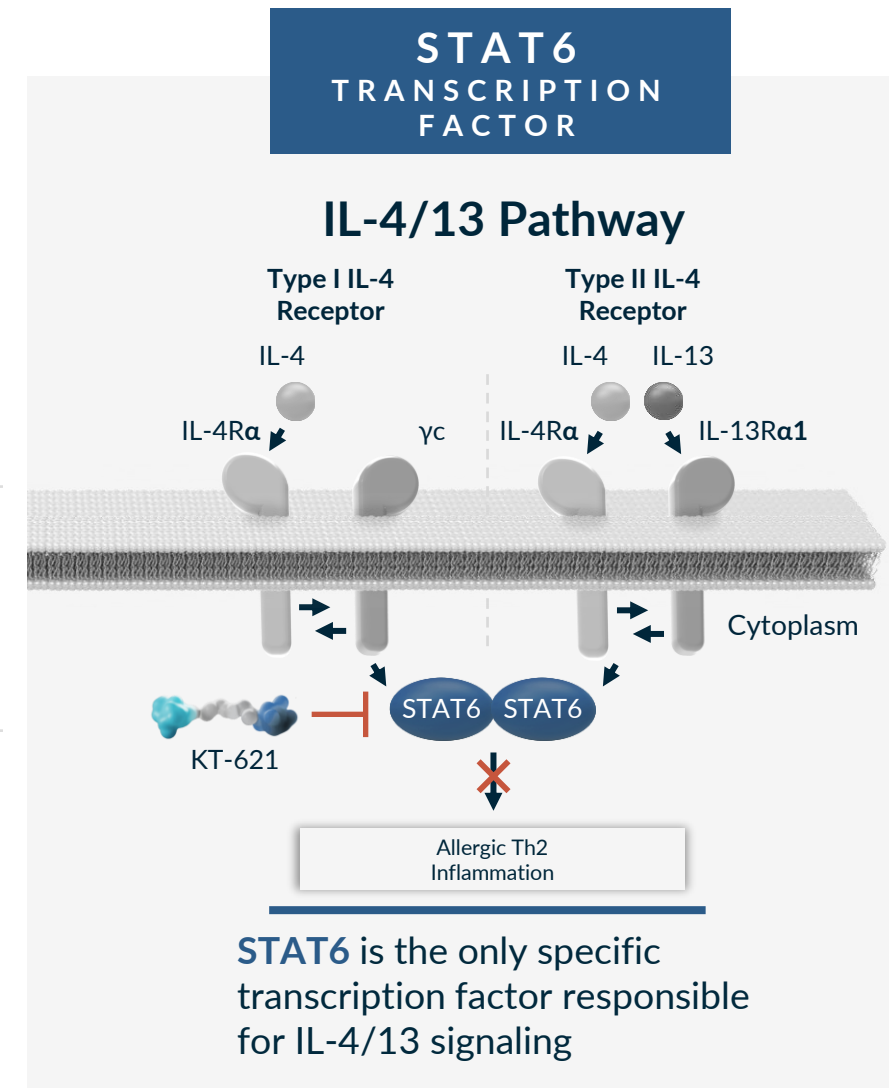 STAT6
TRANSCRIPTION
FACTOR
IL-4/13 Pathway
Type I IL-4
Receptor
Type II IL-4
Receptor
IL-4
IL-4
IL-13
IL-4Rα
γc
IL-4Rα
IL-13Rα1
Cytoplasm
STAT6
STAT6
KT-621
Allergic Th2
Inflammation
STAT6 is the only specific
transcription factor responsible
for IL-4/13 signaling